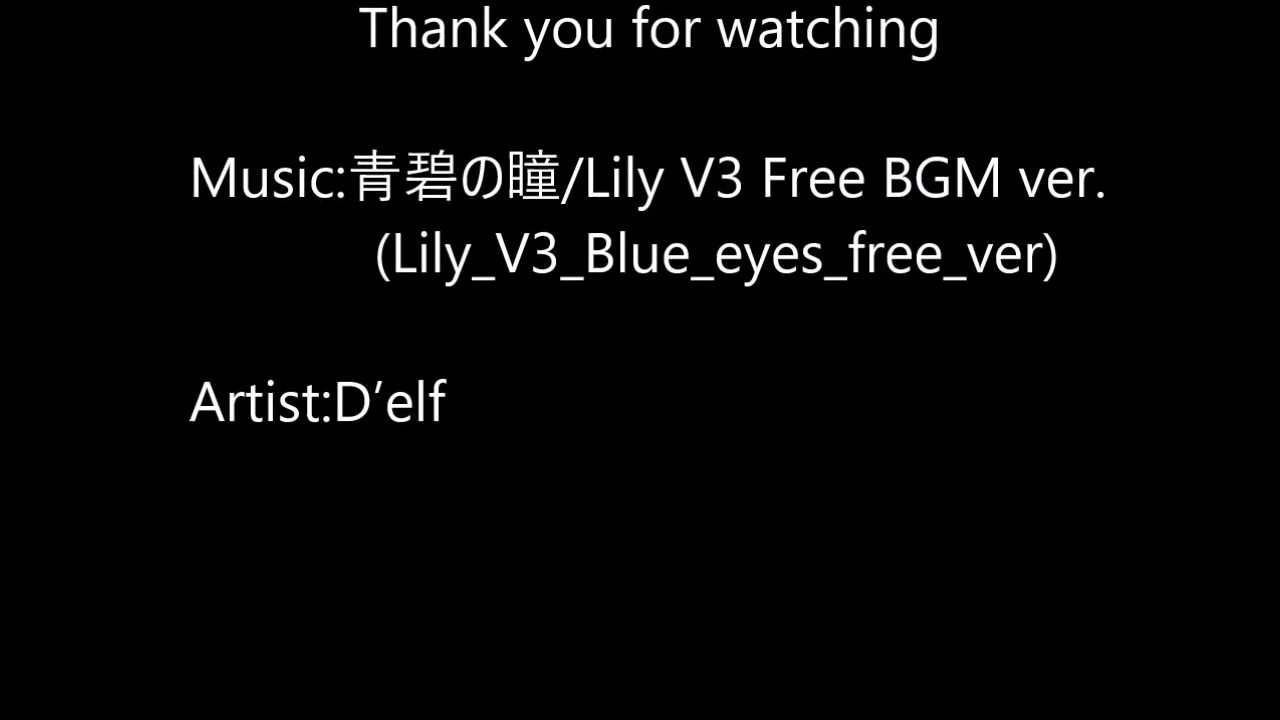 Thank you for watching
Music:青碧の瞳/Lily V3 Free BGM ver.
(Lily_V3_Blue_eyes_free_ver)
Artist:D’elf